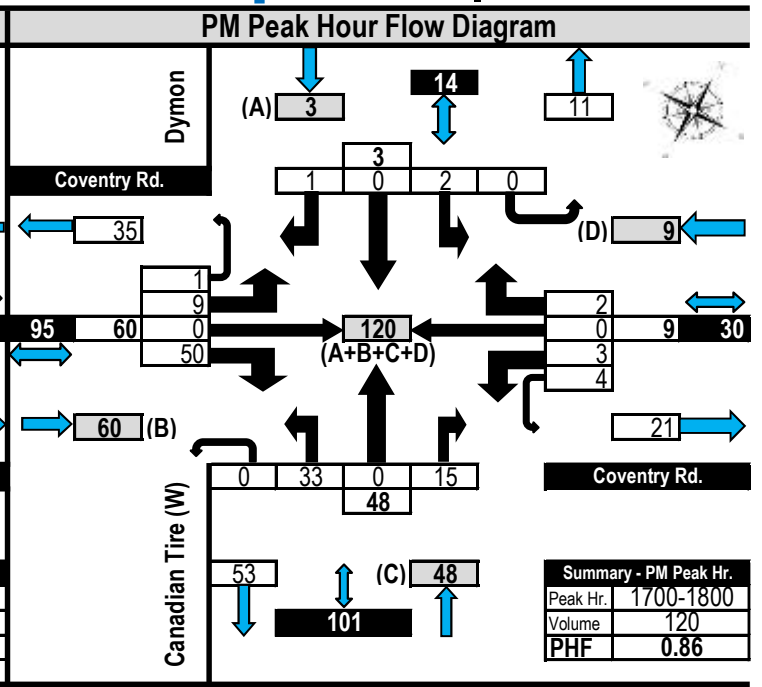 PM Peak Hour Flow Diagram
Dymon
(A) 3
14
11
3
1 0 2 0
Coventry Rd.
35
(D) 9
1
9
95 60 0
50
120
(A+B+C+D)
2
0 9 30
3
4
60 (B)
21
0 33 0 15
48
Coventry Rd.
Canadian Tire (W)
53
(C) 48
101
Summary - PM Peak Hr.
Peak Hr. 1700-1800
Volume 120
PHF 0.86